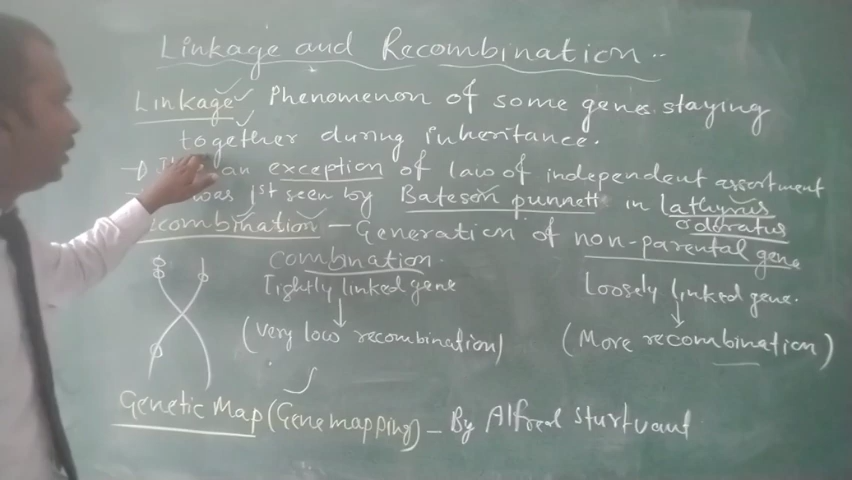 Linkage and Recombination..
Linkage Phenomenon of some genes staying
together during inheritance.
an exception of law of independent assortment
was 1st seen by Bateson punnett in lathyrus
odoratus
Recombination - Generation of non-parental gene
combination.
Tightly linked gene Loosely linked gene.
(very low recombination) (More recombination)
Genetic Map (Gene mapping) - By Alfred Sturtvant